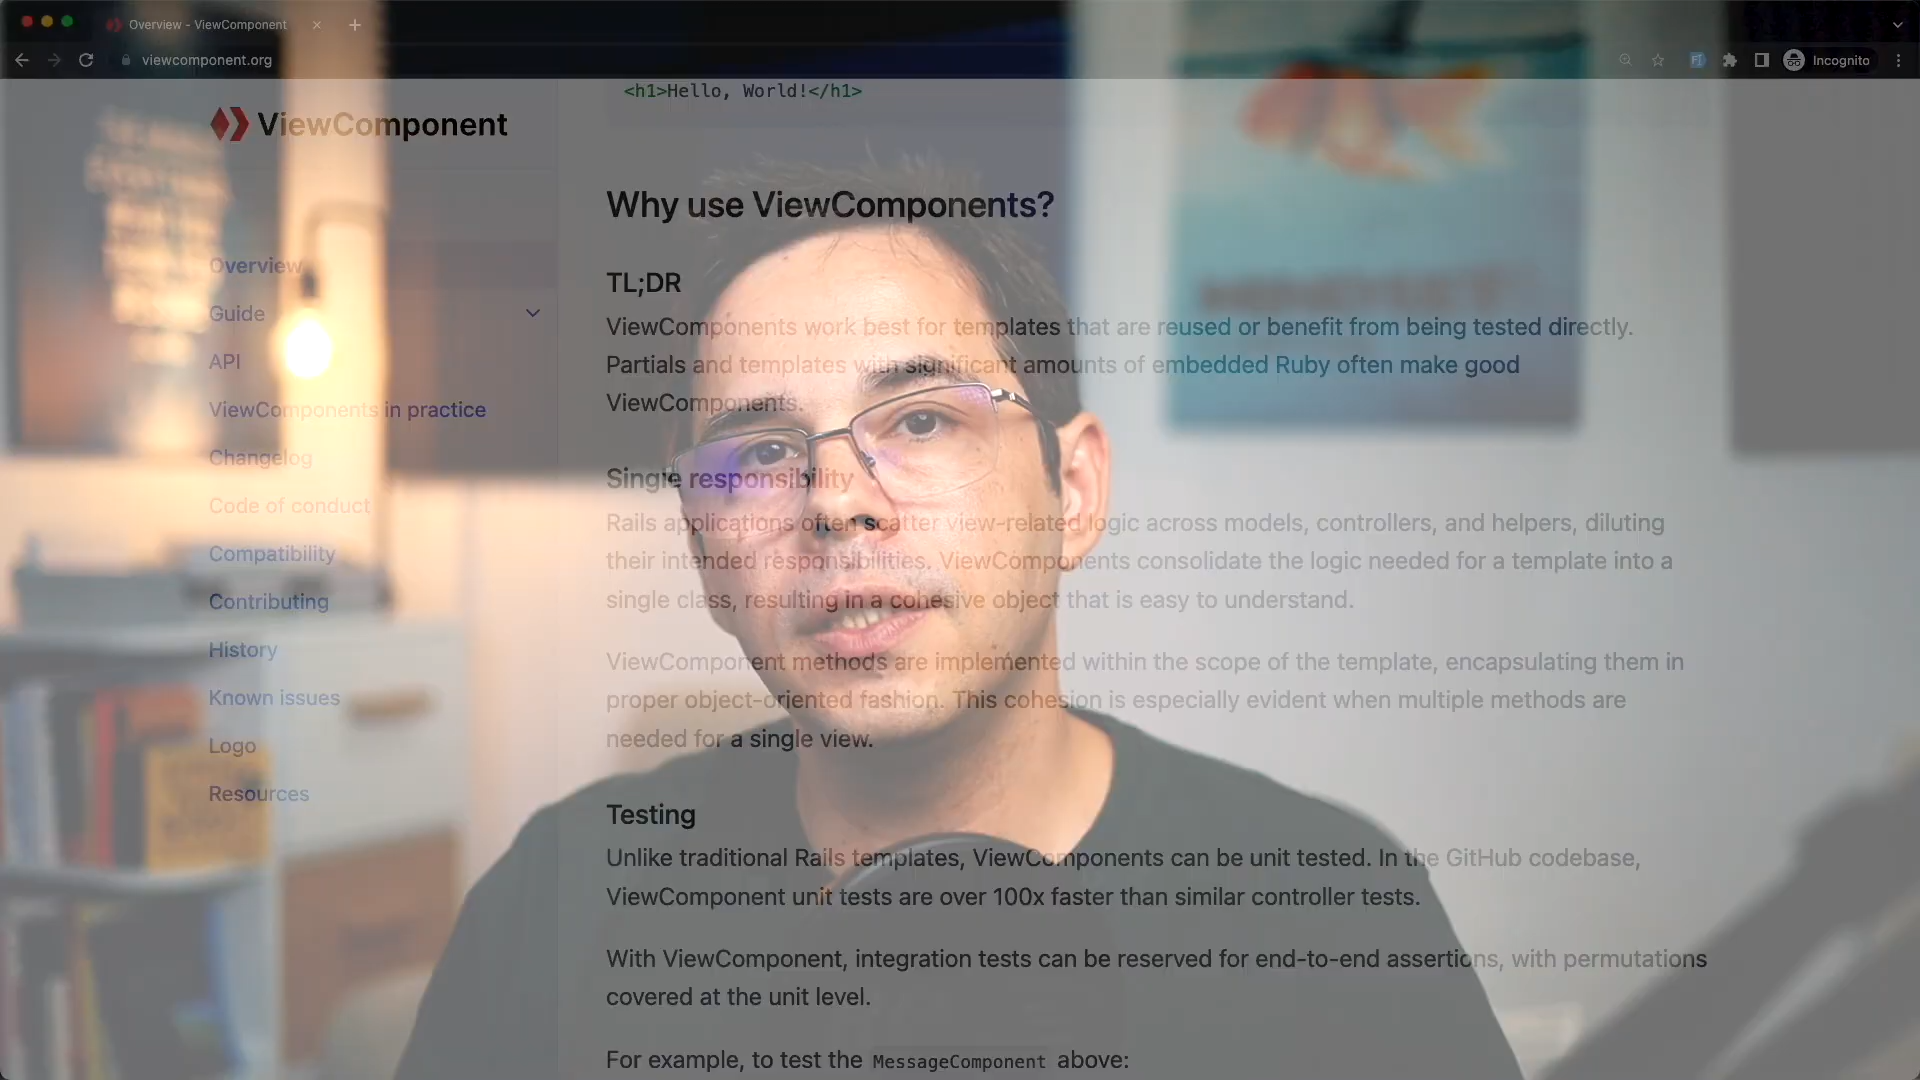 Overview - ViewComponent
viewcomponent.org
Incognito
ViewComponent
Overview
Guide
API
ViewComponents in practice
Changelog
Code of conduct
Compatibility
Contributing
History
Known issues
Logo
Resources
<h1>Hello, World!</h1>
Why use ViewComponents?
TL;DR
ViewComponents work best for templates that are reused or benefit from being tested directly.
Partials and templates with significant amounts of embedded Ruby often make good
ViewComponents.
Single responsibility
Rails applications often scatter view-related logic across models, controllers, and helpers, diluting
their intended responsibilities. ViewComponents consolidate the logic needed for a template into a
single class, resulting in a cohesive object that is easy to understand.
ViewComponent methods are implemented within the scope of the template, encapsulating them in
proper object-oriented fashion. This cohesion is especially evident when multiple methods are
needed for a single view.
Testing
Unlike traditional Rails templates, ViewComponents can be unit tested. In the GitHub codebase,
ViewComponent unit tests are over 100x faster than similar controller tests.
With ViewComponent, integration tests can be reserved for end-to-end assertions, with permutations
covered at the unit level.
For example, to test the MessageComponent above: